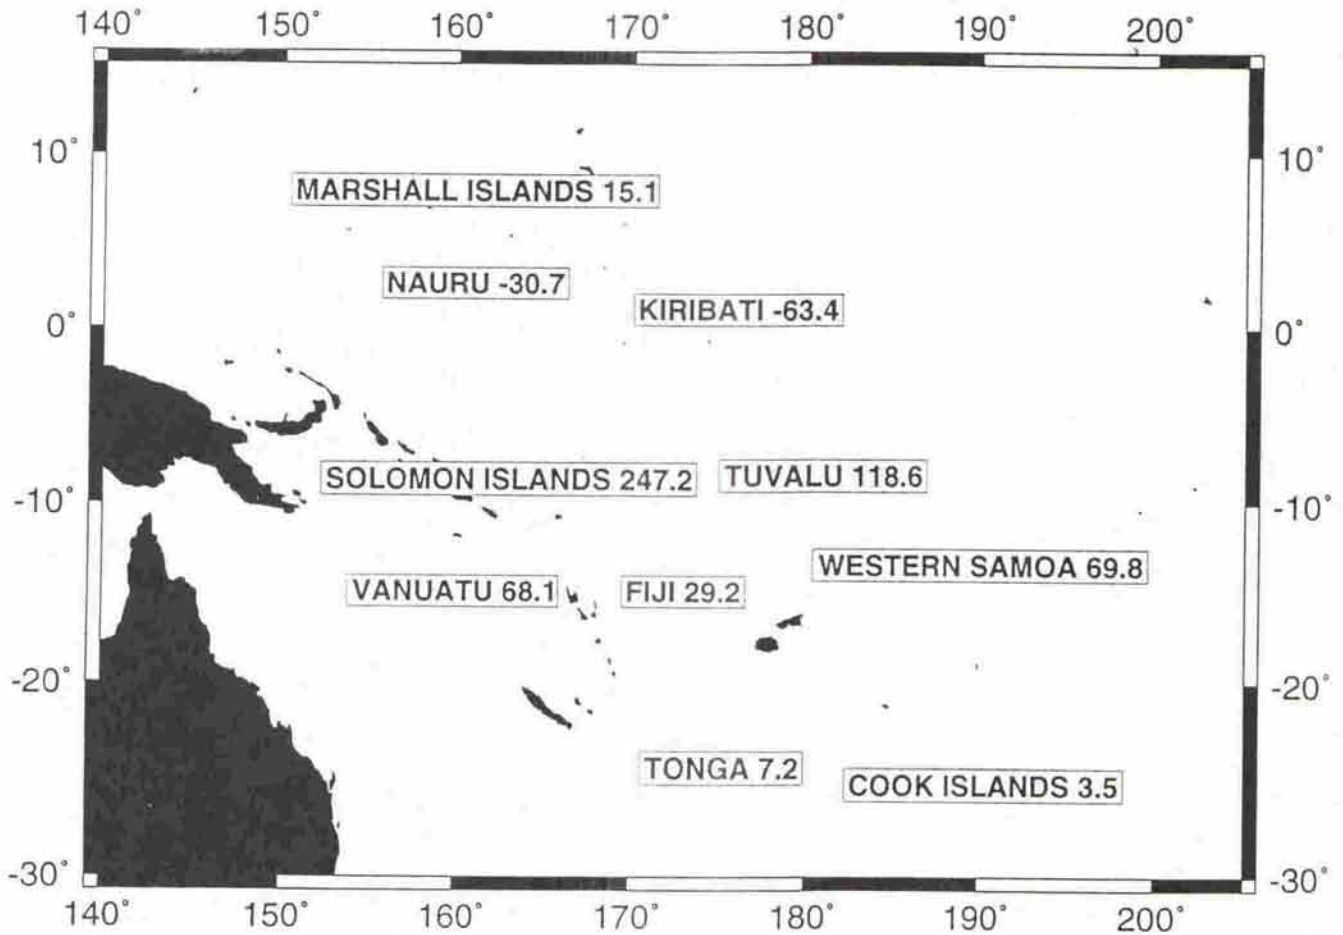 140° 150° 160° 170° 180° 190° 200°
10° 10°
MARSHALL ISLANDS 15.1
NAURU -30.7
KIRIBATI -63.4
0° 0°
SOLOMON ISLANDS 247.2 TUVALU 118.6
-10° -10°
WESTERN SAMOA 69.8
VANUATU 68.1 FIJI 29.2
-20° -20°
TONGA 7.2
COOK ISLANDS 3.5
-30° -30°
140° 150° 160° 170° 180° 190° 200°